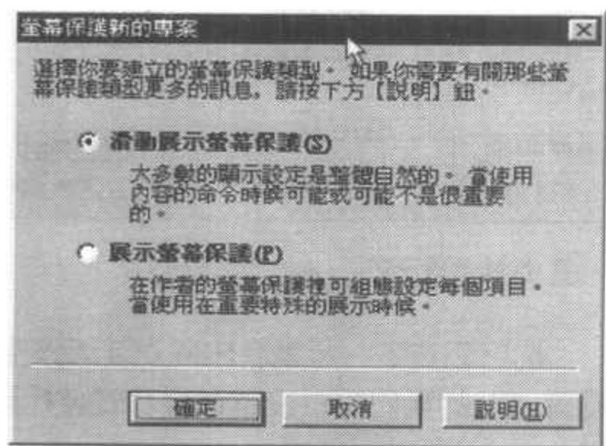 螢幕保護新的專案
選擇你要建立的螢幕保護類型。 如果你需要有關那些螢
幕保護類型更多的訊息，請按下方【説明】鈕。
滑動展示螢幕保護(S)
大多數的顯示設定是整體自然的。 當使用
內容的命令時候可能或可能不是很重要
的。
展示螢幕保護(P)
在作者的螢幕保護裡可組態設定每個項目。
當使用在重要特殊的展示時候。
確定 取消 説明(H)